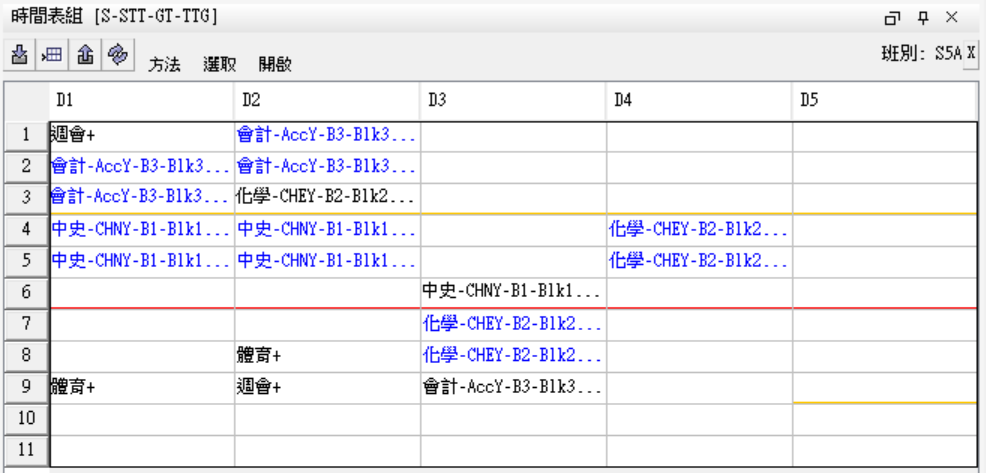 時間表組 [S-STT-GT-TTG]
方法 選取 開啟 班別: S5A X
D1 D2 D3 D4 D5
1 週會+ 會計-AccY-B3-Blk3...
2 會計-AccY-B3-Blk3... 會計-AccY-B3-Blk3...
3 會計-AccY-B3-Blk3... 化學-CHEY-B2-Blk2...
4 中史-CHNY-B1-Blk1... 中史-CHNY-B1-Blk1... 化學-CHEY-B2-Blk2...
5 中史-CHNY-B1-Blk1... 中史-CHNY-B1-Blk1... 化學-CHEY-B2-Blk2...
6 中史-CHNY-B1-Blk1...
7 化學-CHEY-B2-Blk2...
8 體育+ 化學-CHEY-B2-Blk2...
9 體育+ 週會+ 會計-AccY-B3-Blk3...
10
11